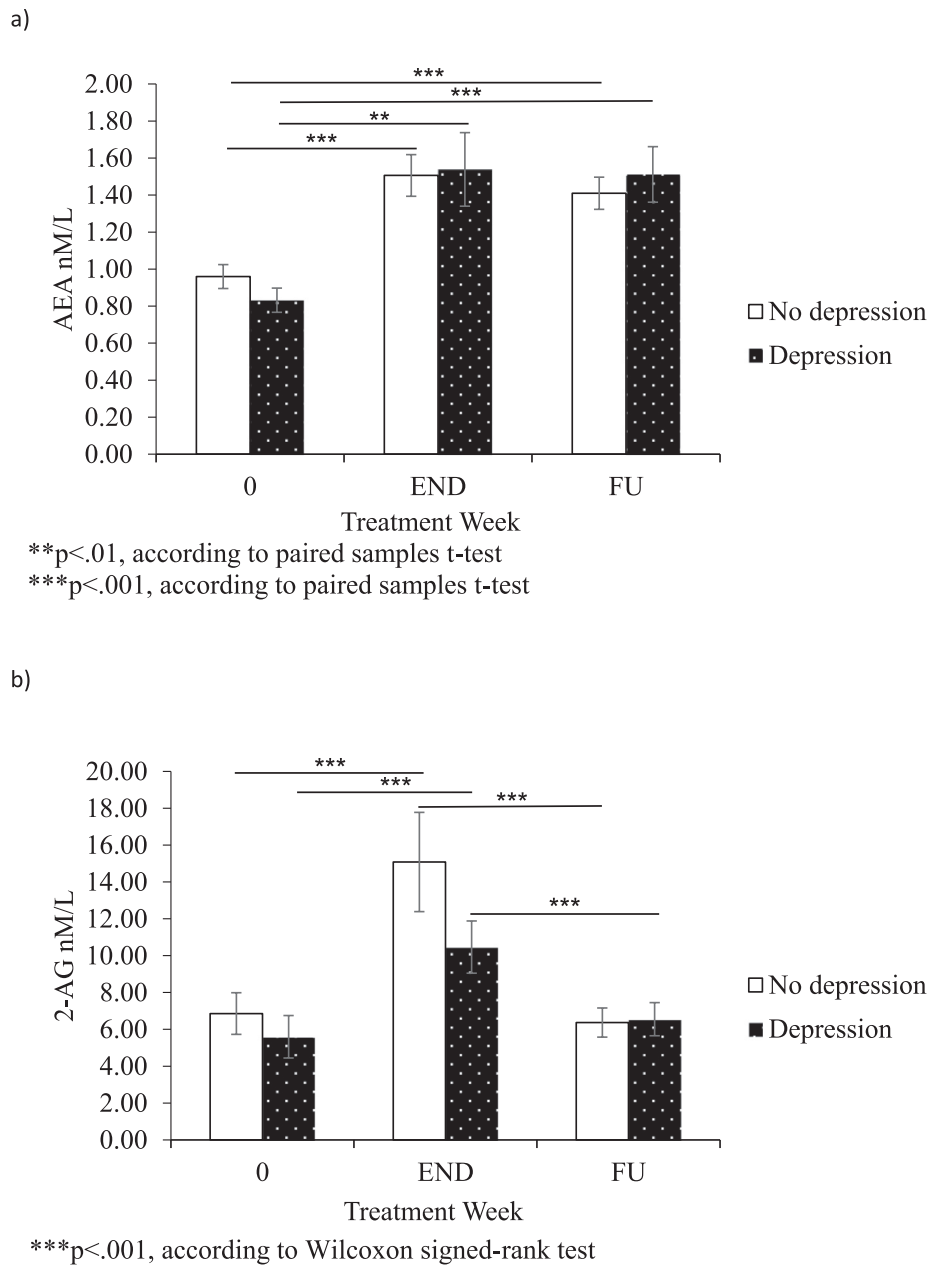 a)
***
2.00
***
1.80
**
***
1.60
1.40
1.20
AEA nM/L
1.00
0.80
0.60
0.40
0.20
0.00
No depression
Depression
0 END FU
Treatment Week
**p<.01, according to paired samples t-test
***p<.001, according to paired samples t-test
b)
20.00
***
***
***
18.00
16.00
14.00
12.00
***
2-AG nM/L
10.00
8.00
6.00
4.00
2.00
0.00
No depression
Depression
0 END FU
Treatment Week
***p<.001, according to Wilcoxon signed-rank test